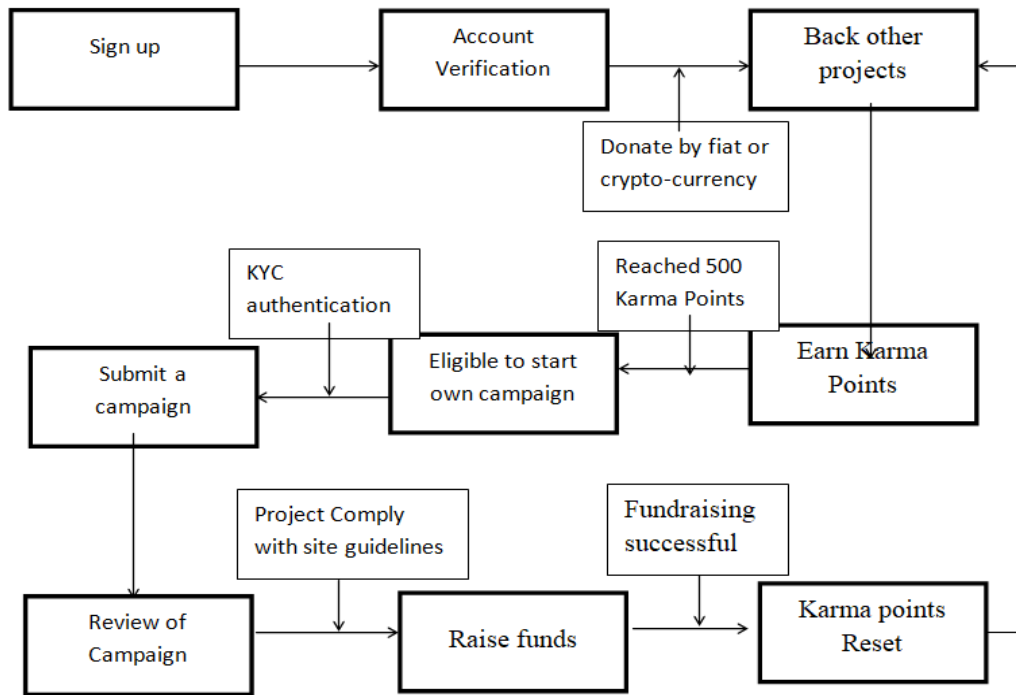 Sign up
Account
Verification
Back other
projects
Donate by fiat or
crypto-currency
KYC
authentication
Reached 500
Karma Points
Submit a
campaign
Eligible to start
own campaign
Earn Karma
Points
Project Comply
with site guidelines
Fundraising
successful
Review of
Campaign
Raise funds
Karma points
Reset